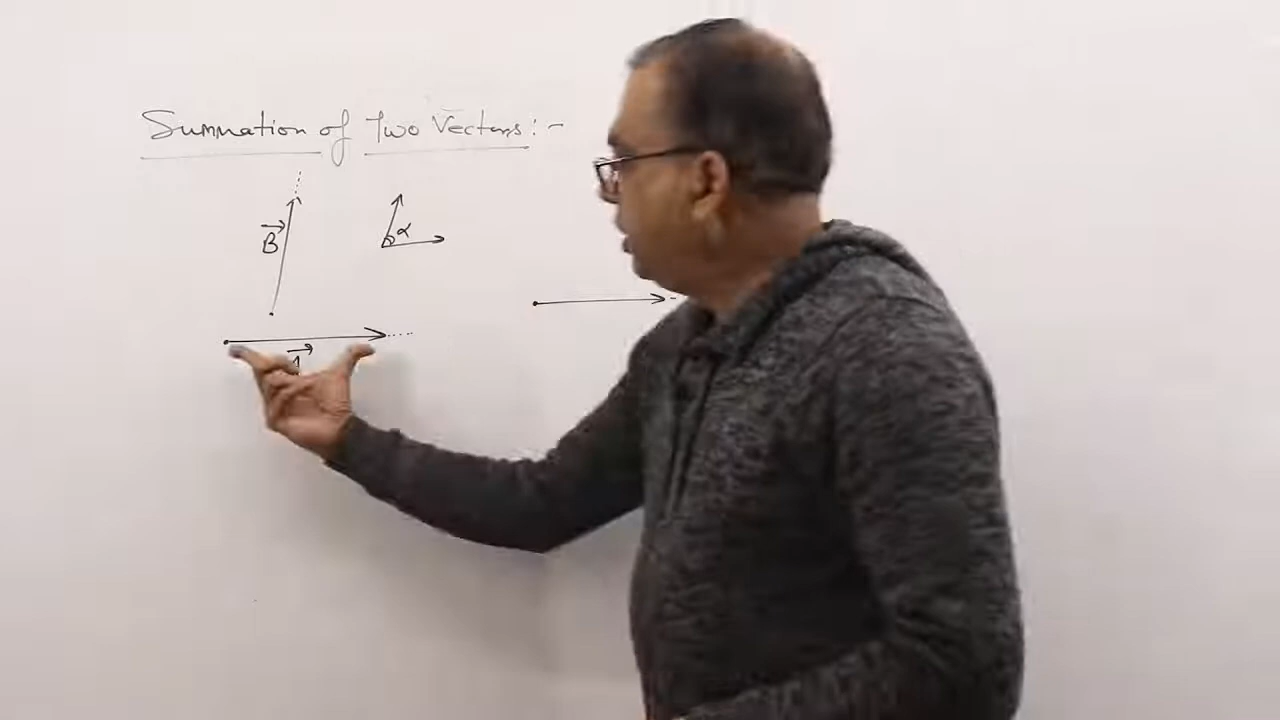 Summation of Two Vectors:-
B
α